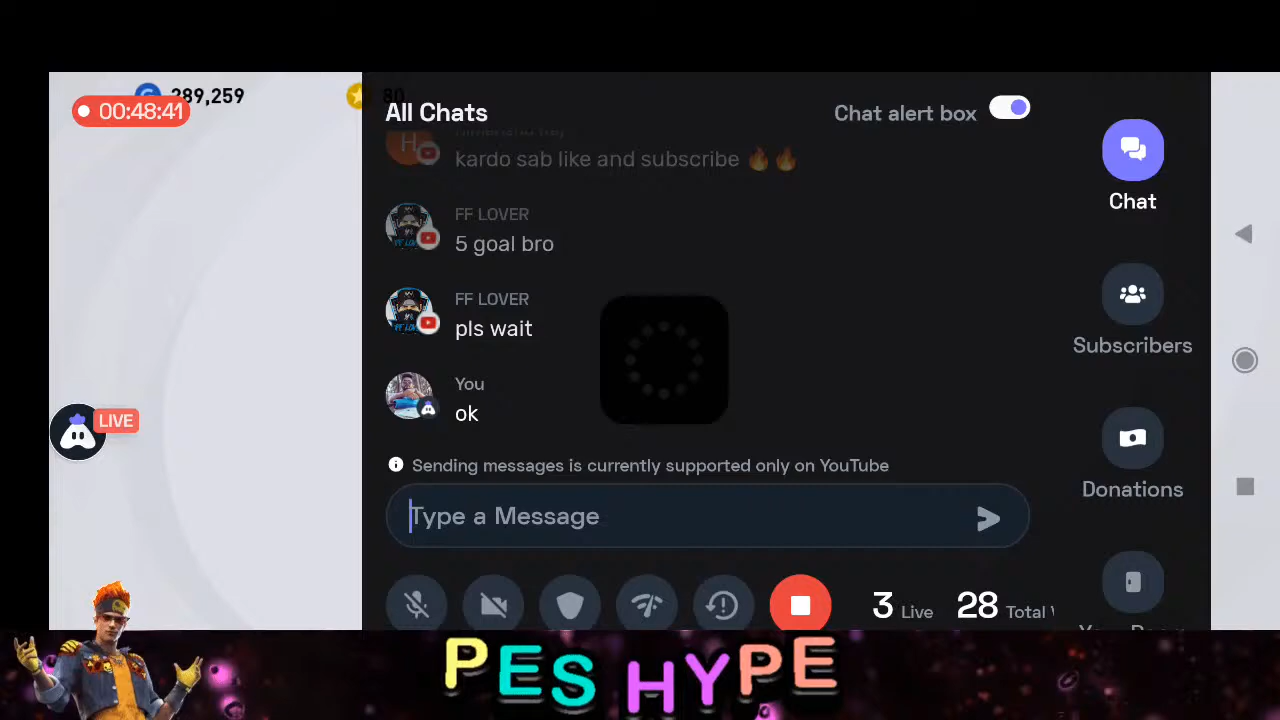 289,259
80
00:48:41
All Chats
Chat alert box
kardo sab like and subscribe 🔥🔥
FF LOVER
5 goal bro
FF LOVER
pls wait
You
ok
LIVE
Sending messages is currently supported only on YouTube
Type a Message
3 Live 28 Total
Chat
Subscribers
Donations
PES HYPE